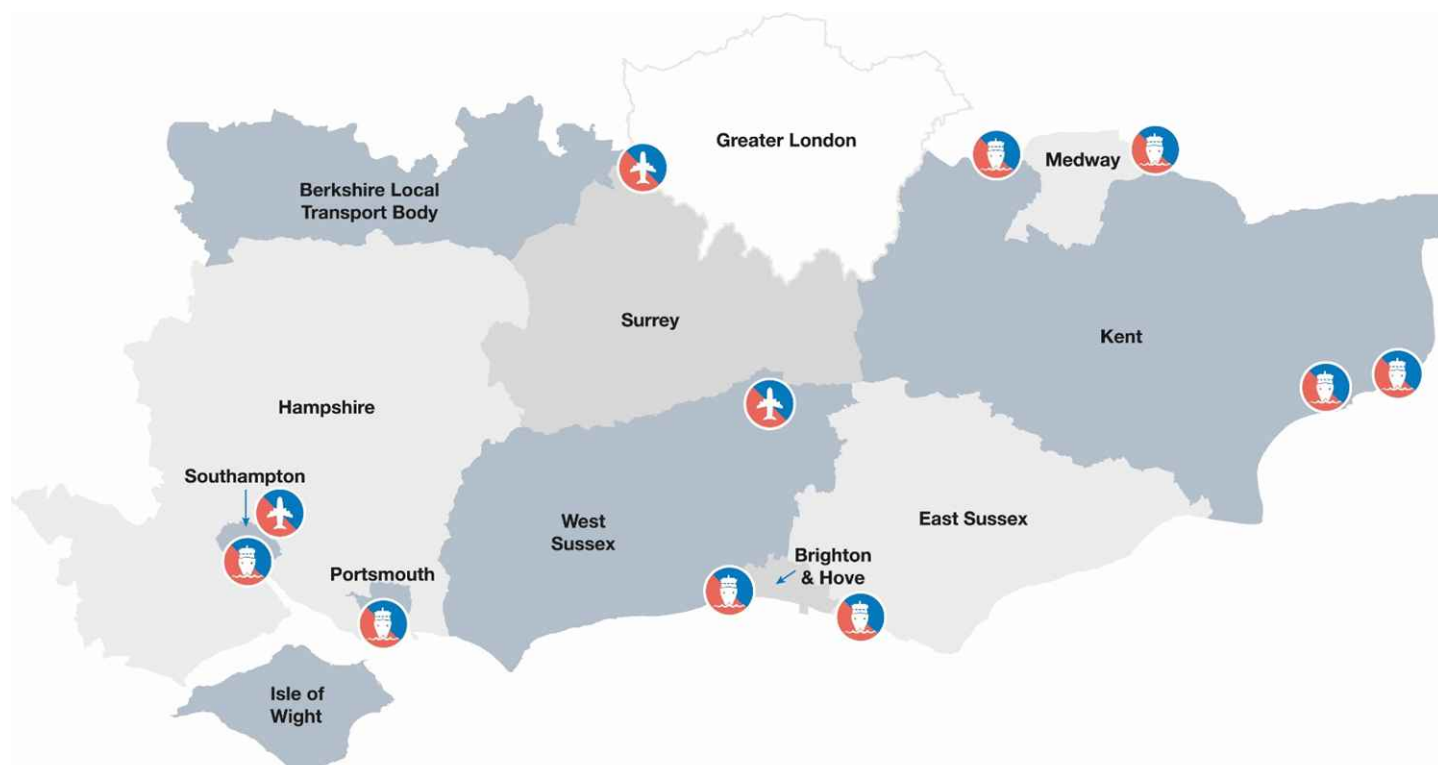 Greater London
Medway
Berkshire Local
Transport Body
Surrey
Kent
Hampshire
Southampton
West
Sussex
East Sussex
Brighton
& Hove
Portsmouth
Isle of
Wight